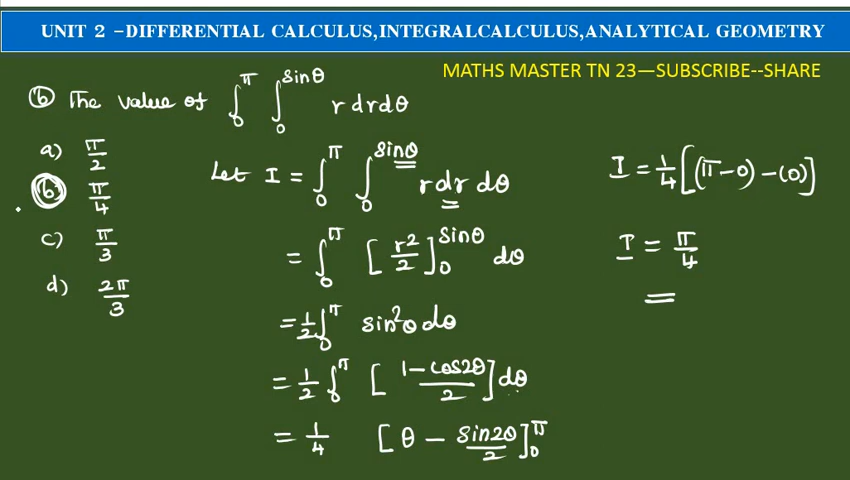 UNIT 2 –DIFFERENTIAL CALCULUS,INTEGRALCALCULUS,ANALYTICAL GEOMETRY
MATHS MASTER TN 23—SUBSCRIBE--SHARE
⑥ The value of ∫₀^π ∫₀^sinθ r dr dθ
a) π/2
b) π/4
c) π/3
d) 2π/3
Let I = ∫₀^π ∫₀^sinθ r dr dθ
= ∫₀^π [r²/2]₀^sinθ dθ
= 1/2 ∫₀^π sin²θ dθ
= 1/2 ∫₀^π [(1 – cos2θ)/2] dθ
= 1/4 [θ – sin2θ/2]₀^π
I = 1/4 [(π – 0) – (0)]
I = π/4